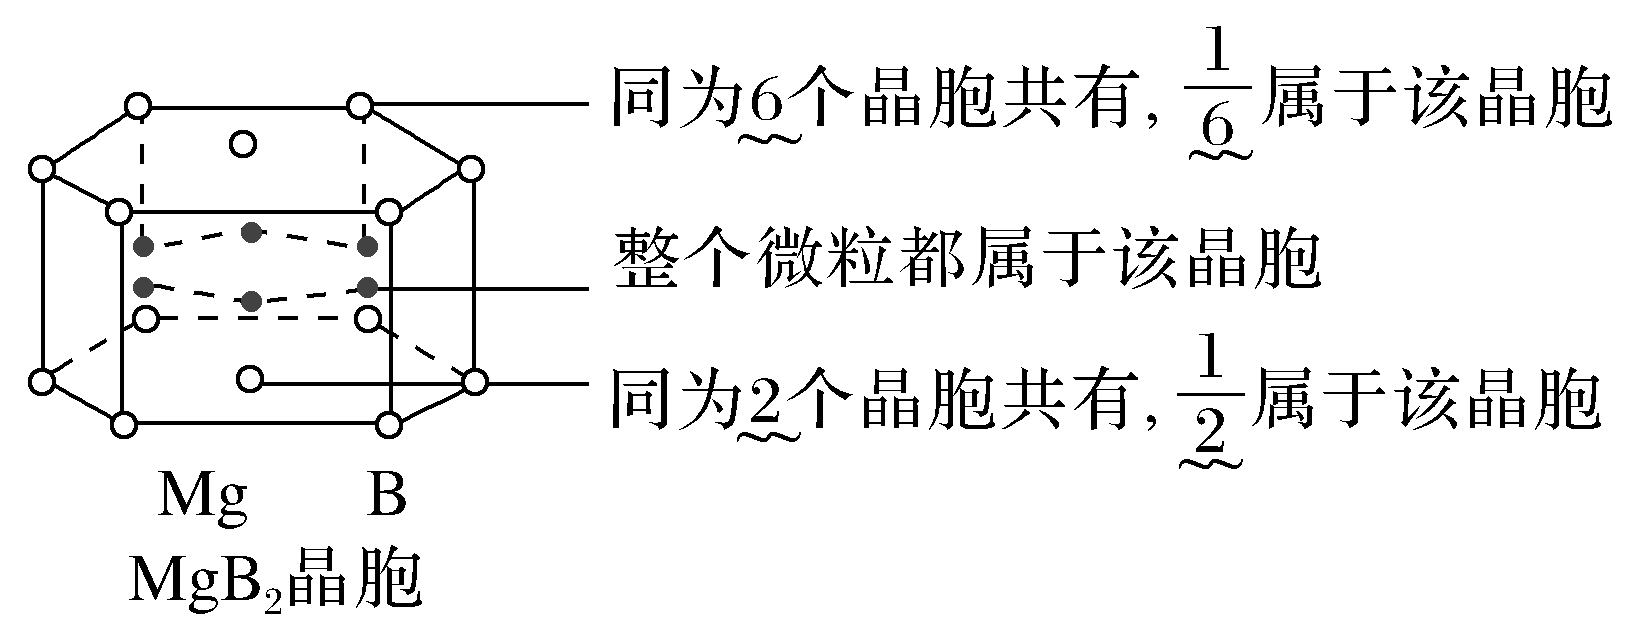 同为6个晶胞共有, 1/6属于该晶胞
整个微粒都属于该晶胞
同为2个晶胞共有, 1/2属于该晶胞
Mg B
MgB₂晶胞